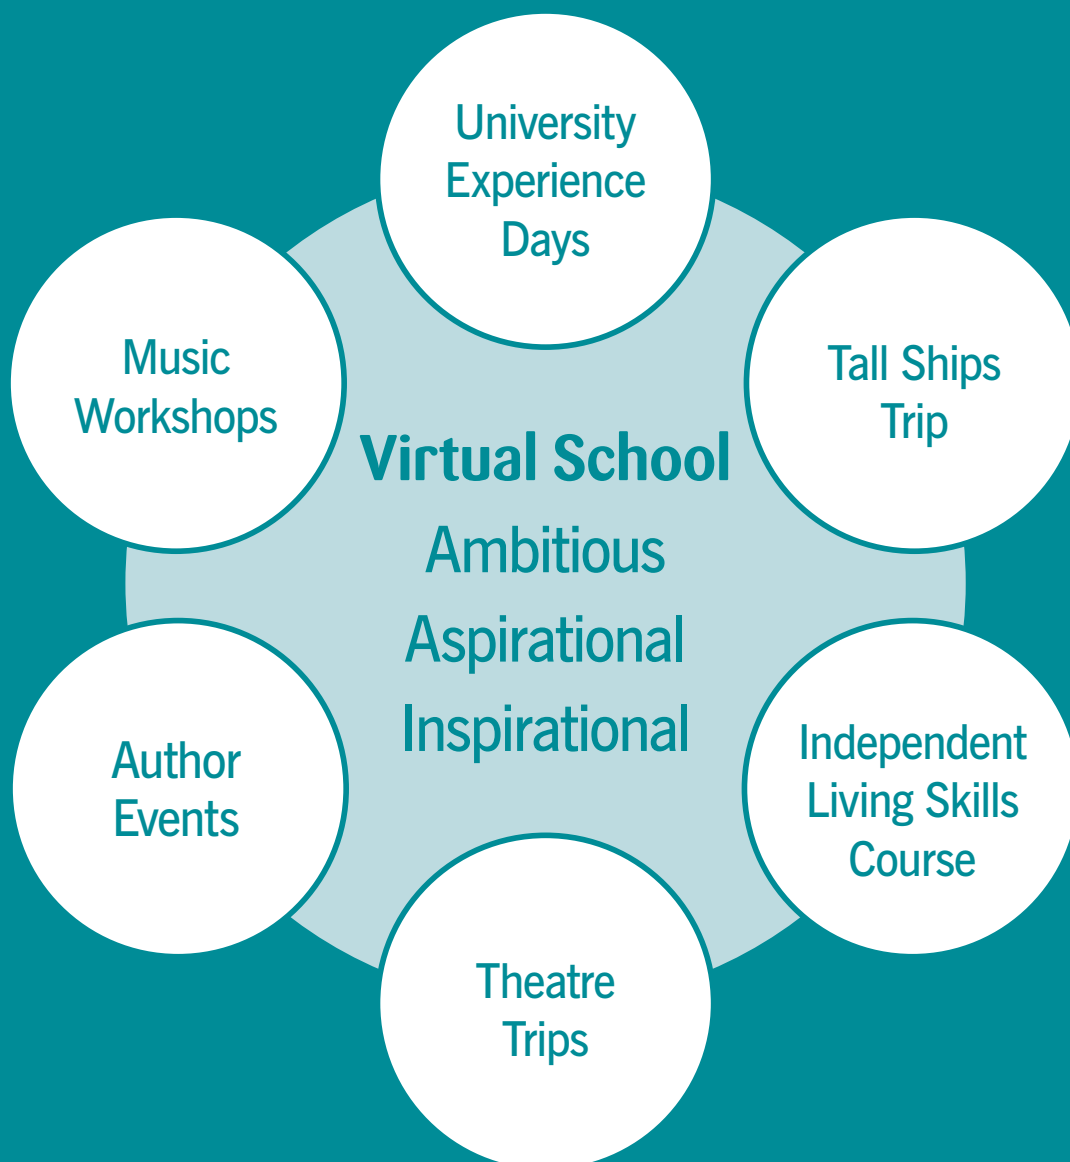 University
Experience
Days
Music
Workshops
Tall Ships
Trip
Virtual School
Ambitious
Aspirational
Inspirational
Author
Events
Independent
Living Skills
Course
Theatre
Trips